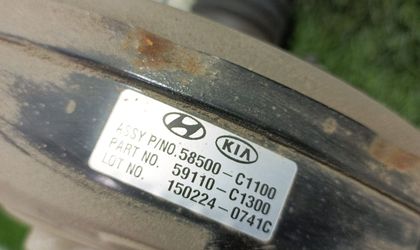 KIA
ASSY P/NO. 58500-C1100
PART NO. 59110-C1300
LOT NO. 150224-0741C